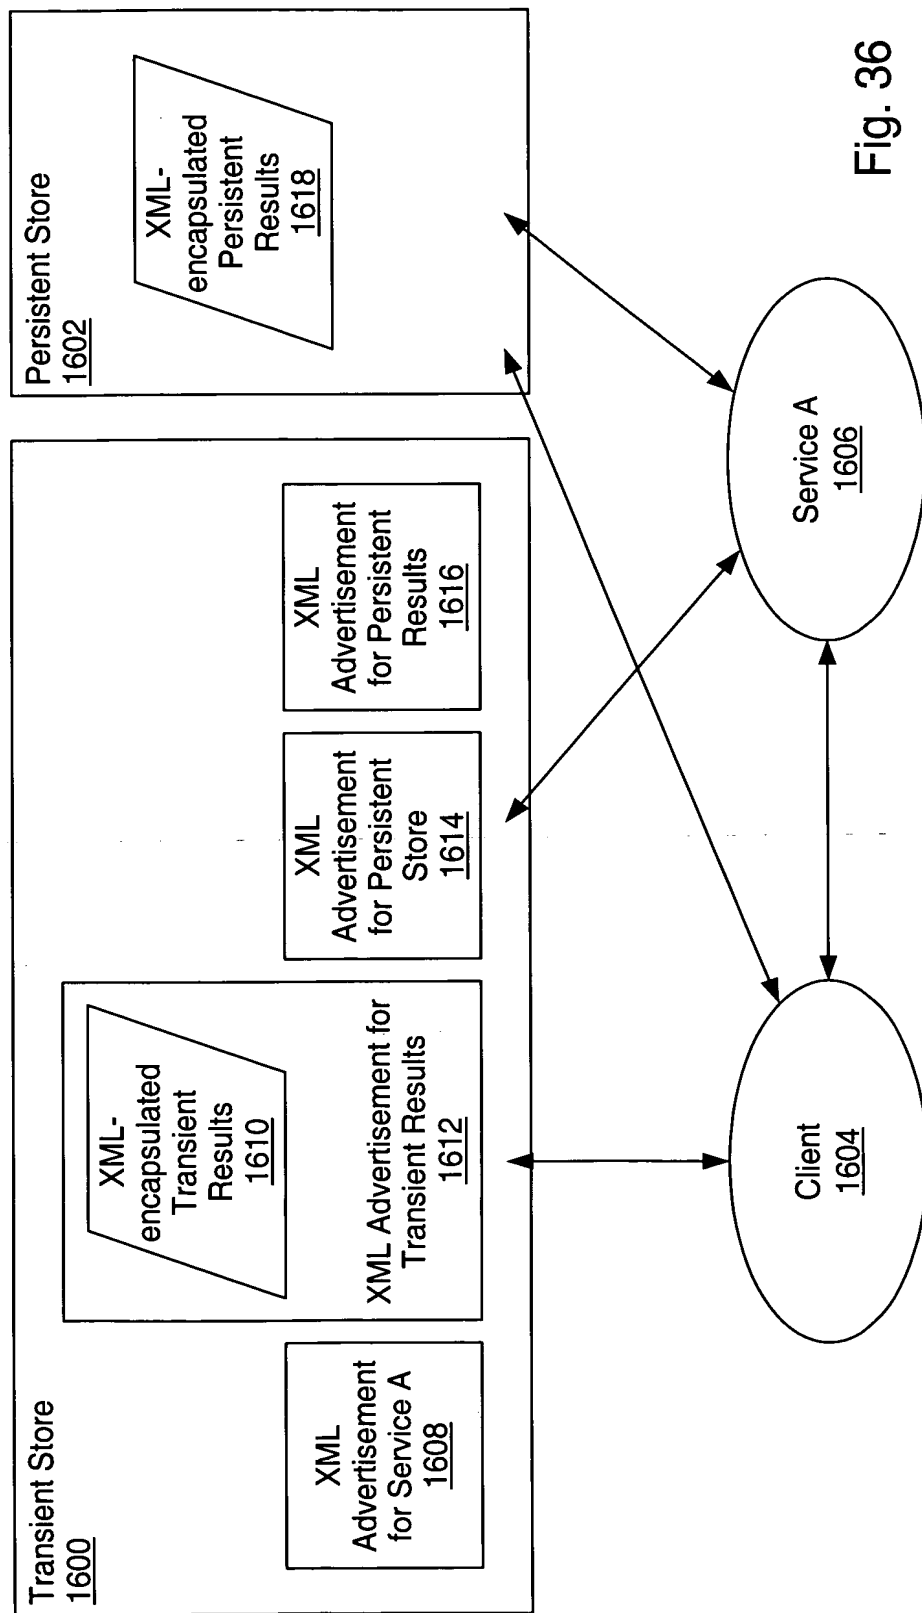 Transient Store
1600
XML
Advertisement
for Service A
1608
XML-
encapsulated
Transient
Results
1610
XML Advertisement for
Transient Results
1612
XML
Advertisement
for Persistent
Store
1614
XML
Advertisement
for Persistent
Results
1616
Persistent Store
1602
XML-
encapsulated
Persistent
Results
1618
Client
1604
Service A
1606
Fig. 36